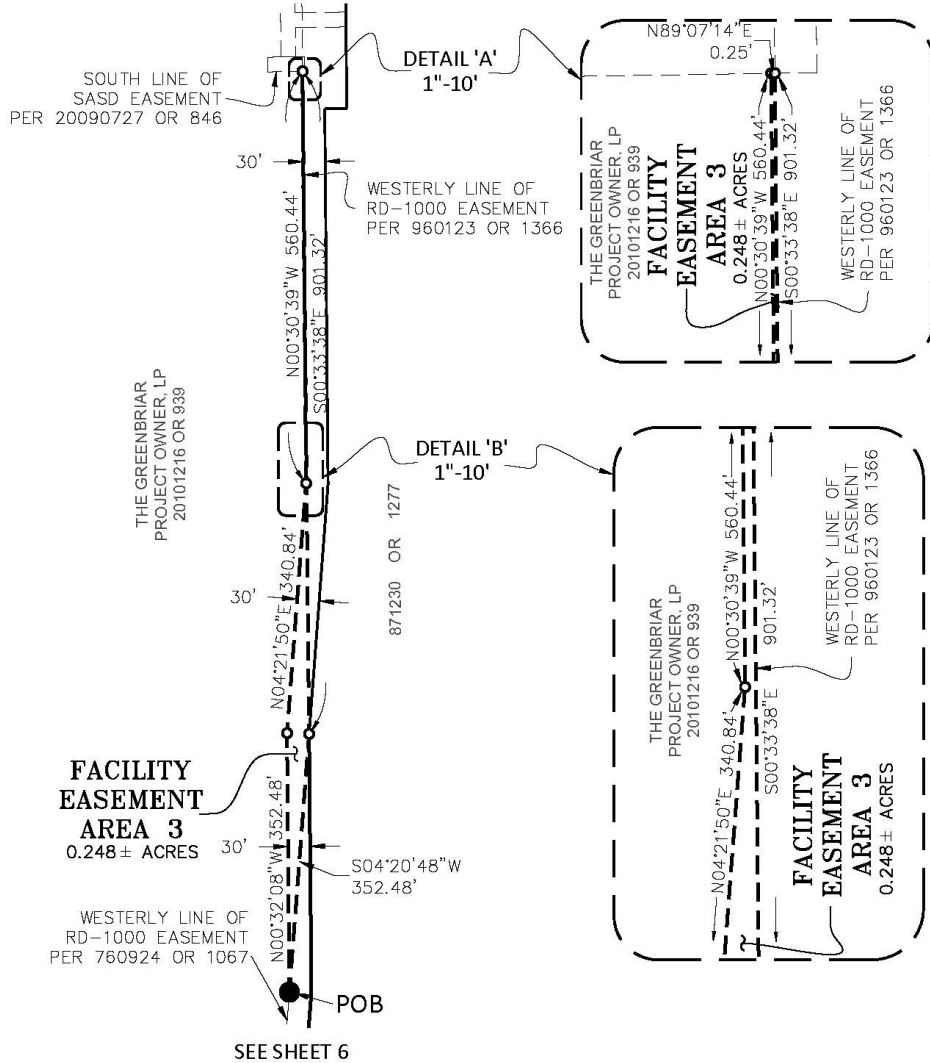 SOUTH LINE OF
SASD EASEMENT
PER 20090727 OR 846
DETAIL 'A'
1"-10'
30'
WESTERLY LINE OF
RD-1000 EASEMENT
PER 960123 OR 1366
N00°30'39"W 560.44'
S00°33'38"E 901.32'
THE GREENBRIAR
PROJECT OWNER, LP
20101216 OR 939
DETAIL 'B'
1"-10'
871230 OR 1277
N04°21'50"E 340.84'
30'
FACILITY
EASEMENT
AREA 3
0.248± ACRES
30'
N00°32'08"W 352.48'
S04°20'48"W
352.48'
WESTERLY LINE OF
RD-1000 EASEMENT
PER 760924 OR 1067
POB
SEE SHEET 6
N89°07'14"E
0.25'
THE GREENBRIAR
PROJECT OWNER, LP
20101216 OR 939
FACILITY
EASEMENT
AREA 3
0.248± ACRES
N00°30'39"W 560.44'
S00°33'38"E 901.32'
WESTERLY LINE OF
RD-1000 EASEMENT
PER 960123 OR 1366
THE GREENBRIAR
PROJECT OWNER, LP
20101216 OR 939
N04°21'50"E 340.84'
N00°30'39"W 560.44'
S00°33'38"E 901.32'
WESTERLY LINE OF
RD-1000 EASEMENT
PER 960123 OR 1366
FACILITY
EASEMENT
AREA 3
0.248± ACRES